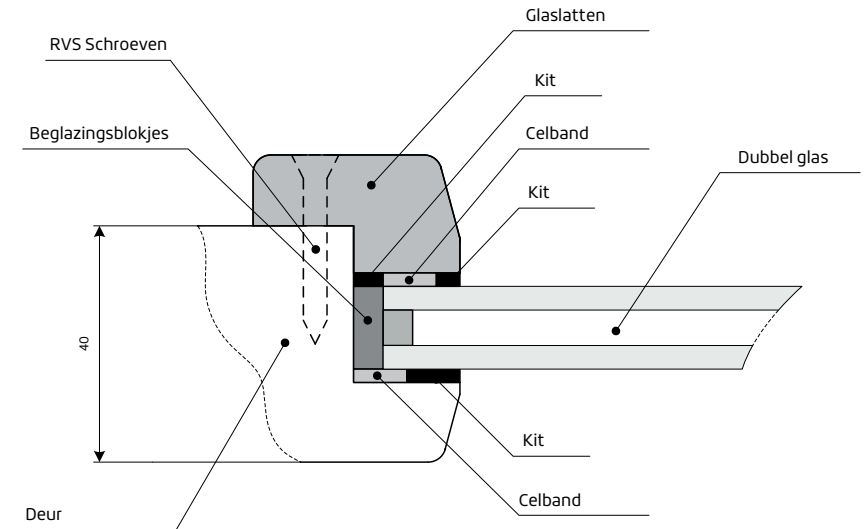 Glaslatten
RVS Schroeven
Kit
Beglazingsblokjes
Celband
Dubbel glas
Kit
40
Kit
Celband
Deur